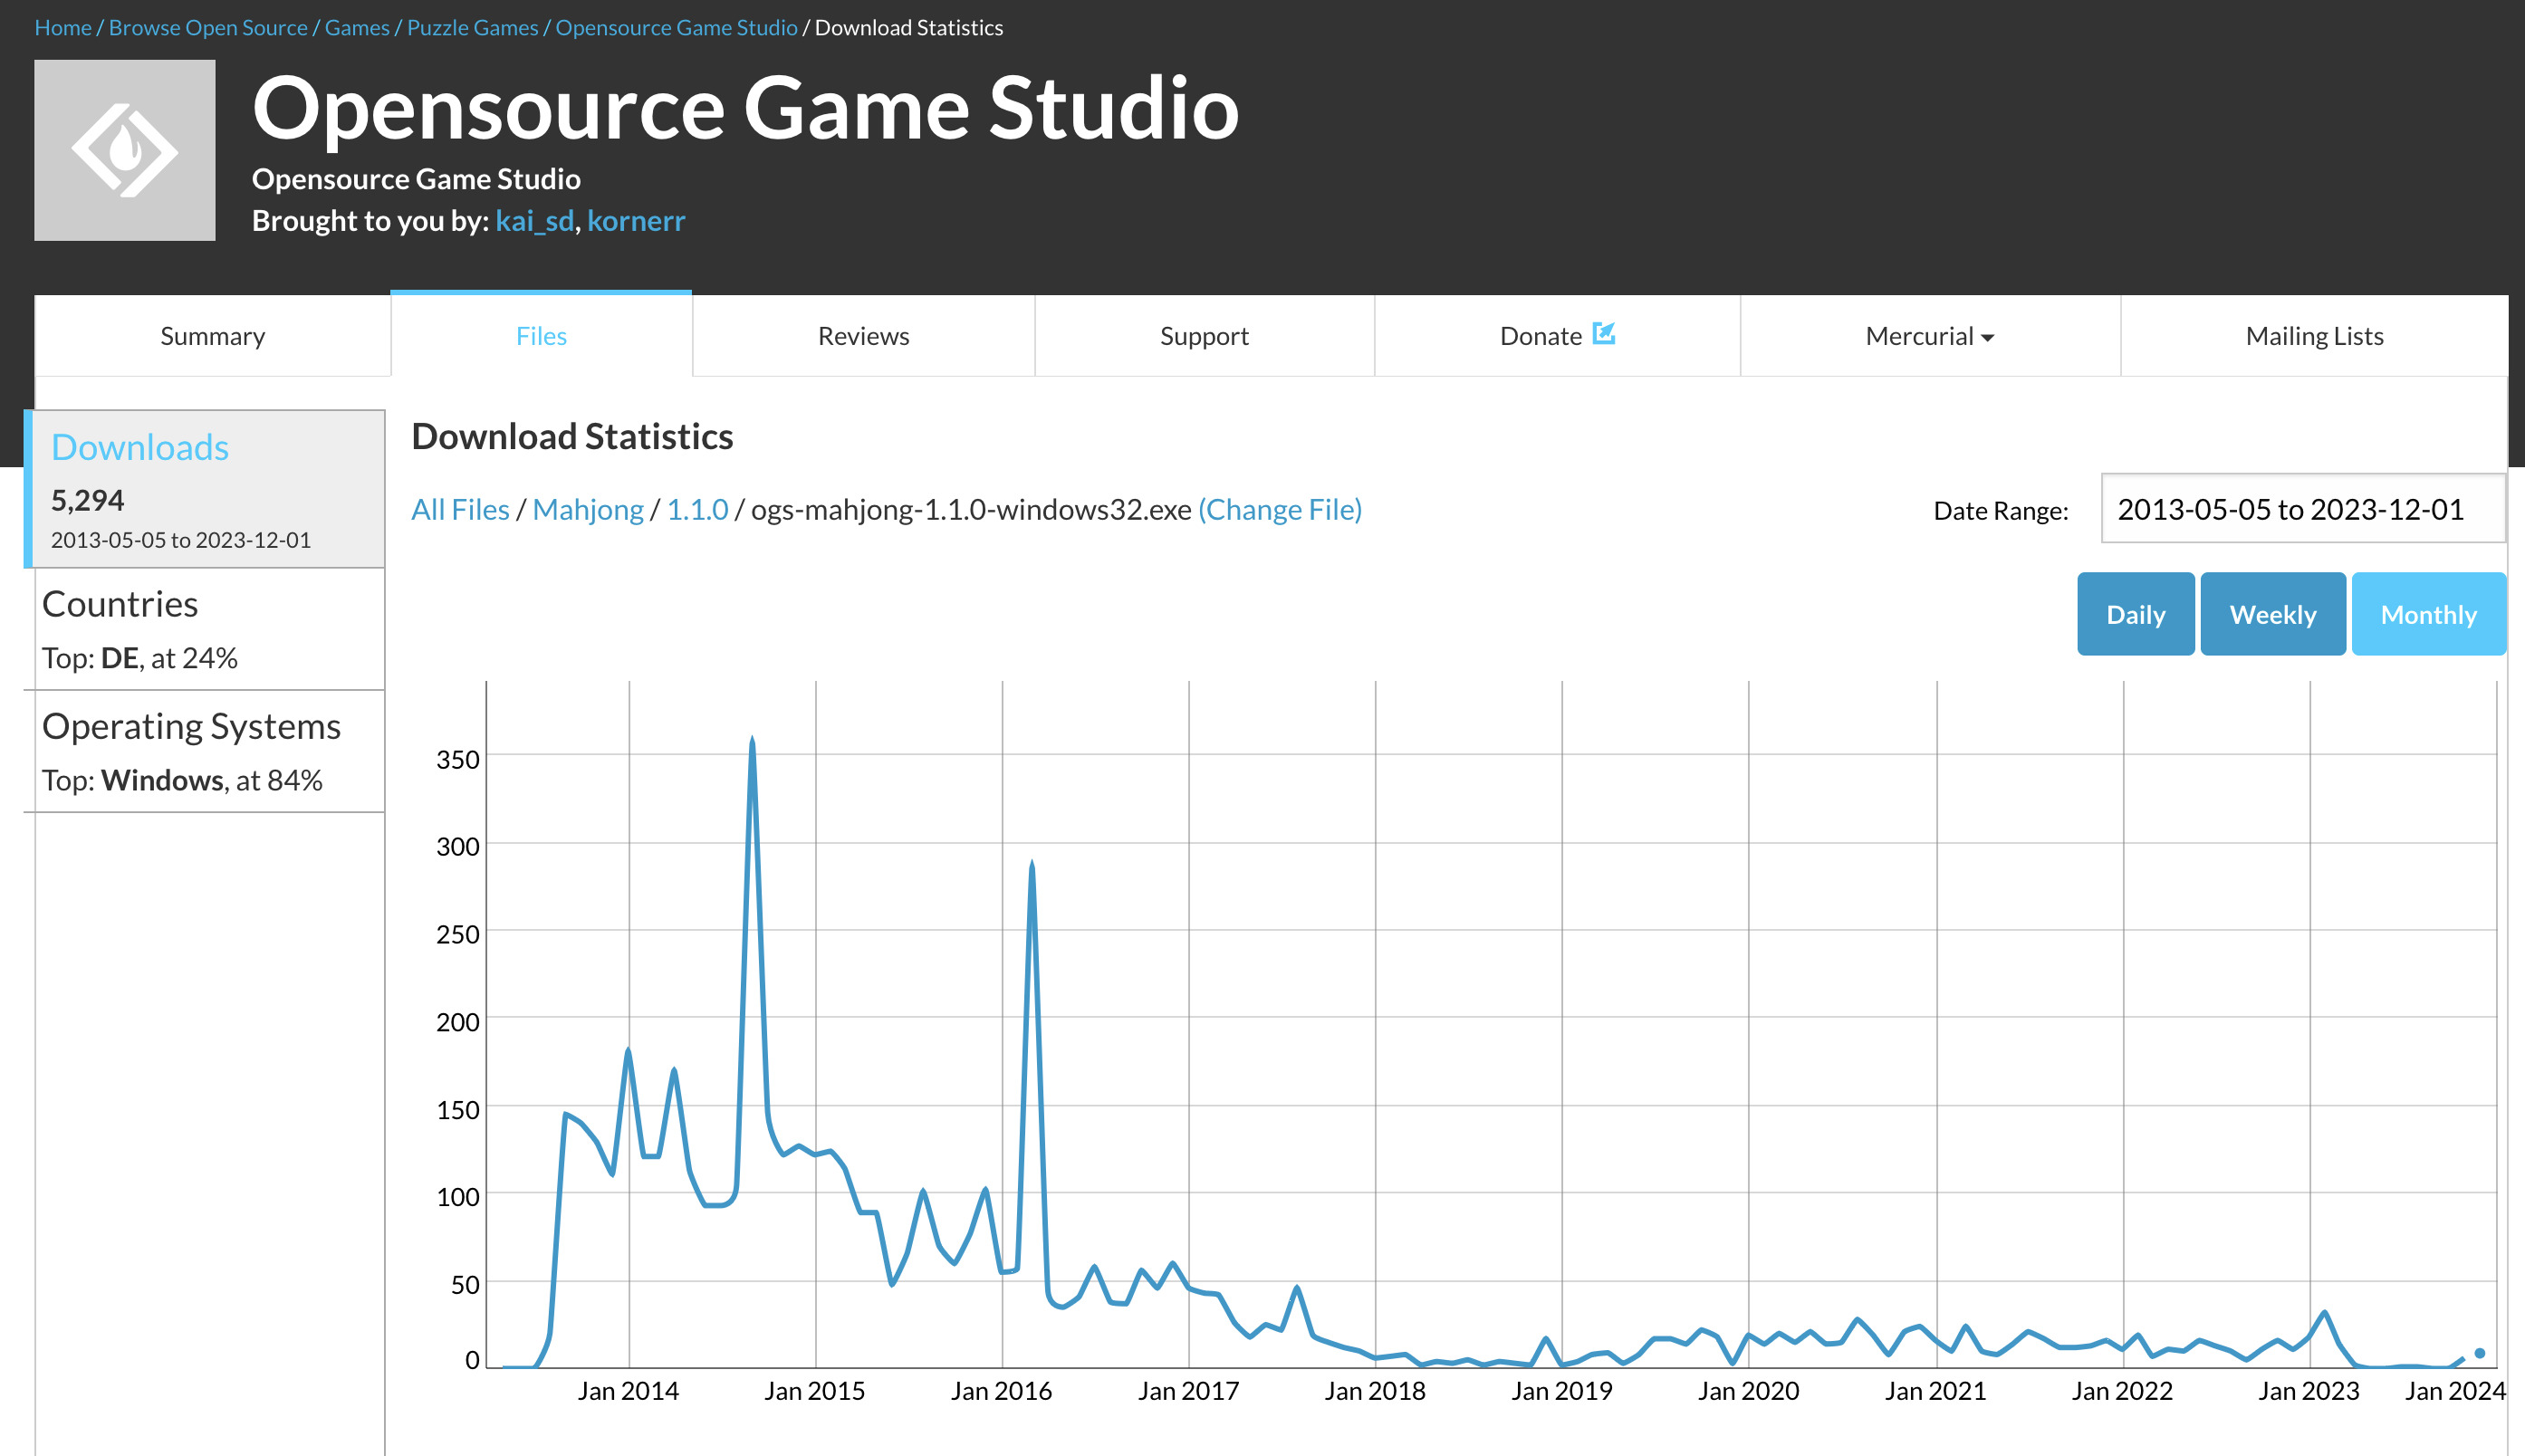 Home / Browse Open Source / Games / Puzzle Games / Opensource Game Studio / Download Statistics
Opensource Game Studio
Opensource Game Studio
Brought to you by: kai_sd, kornerr
Summary
Files
Reviews
Support
Donate
Mercurial
Mailing Lists
Downloads
5,294
2013-05-05 to 2023-12-01
Countries
Top: DE, at 24%
Operating Systems
Top: Windows, at 84%
Download Statistics
All Files / Mahjong / 1.1.0 / ogs-mahjong-1.1.0-windows32.exe (Change File)
Date Range: 2013-05-05 to 2023-12-01
Daily
Weekly
Monthly
350
300
250
200
150
100
50
0
Jan 2014
Jan 2015
Jan 2016
Jan 2017
Jan 2018
Jan 2019
Jan 2020
Jan 2021
Jan 2022
Jan 2023
Jan 2024